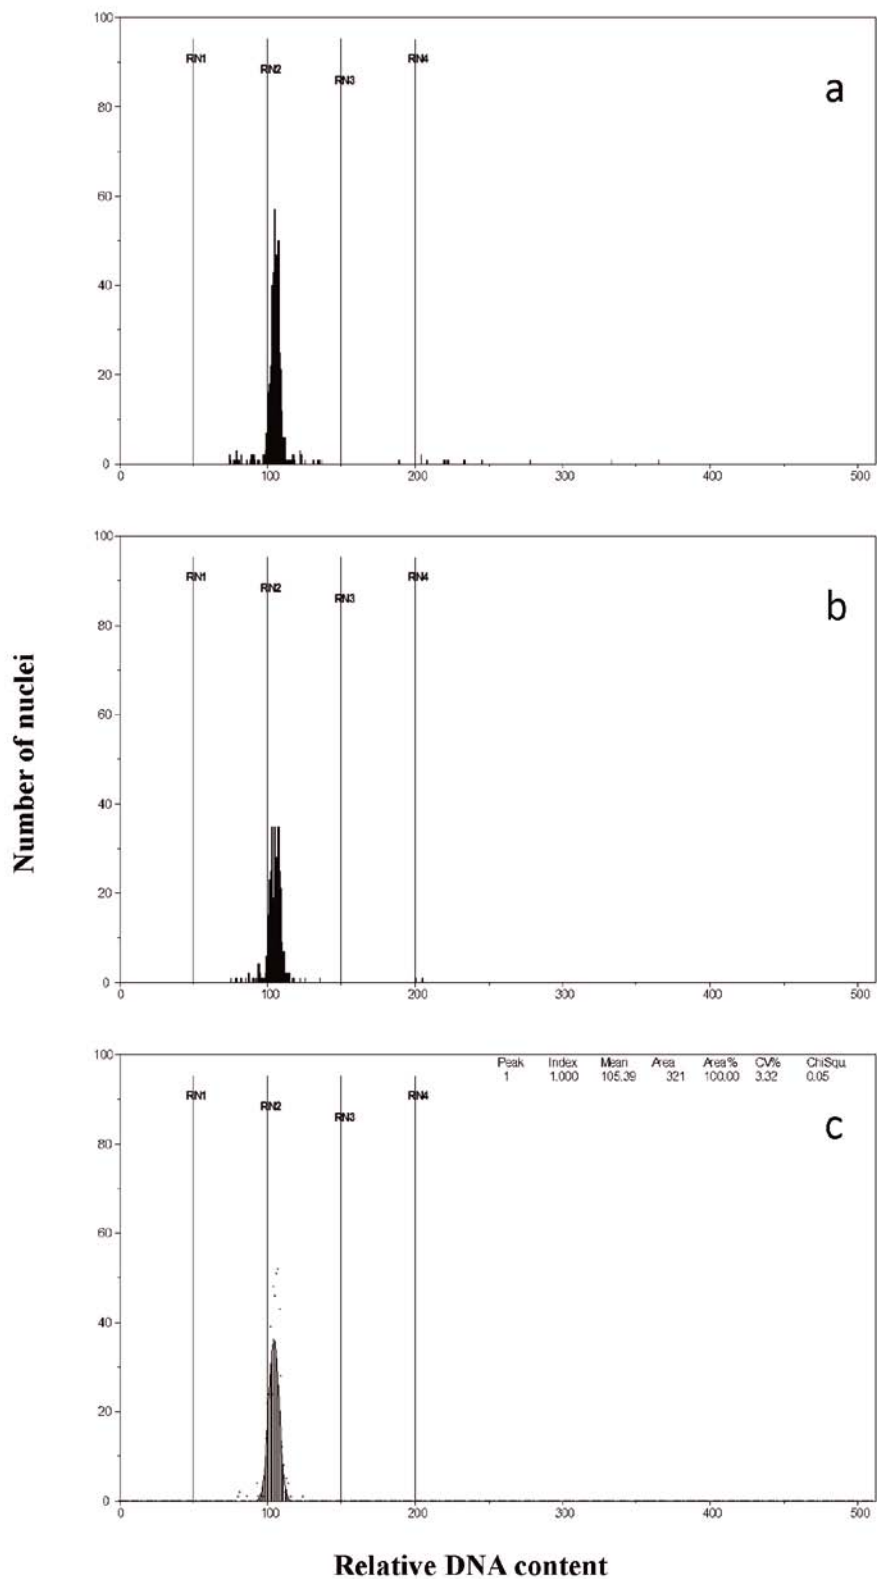 100
RN1
RN2
RN3
RN4
a
80
60
40
20
0
0 100 200 300 400 500
100
RN1
RN2
RN3
RN4
b
80
60
40
20
0
0 100 200 300 400 500
Number of nuclei
100
Peak Index Mean Area Area% CV% ChiSqu.
1 1.000 105.39 321 100.00 3.32 0.05
RN1
RN2
RN3
RN4
c
80
60
40
20
0
0 100 200 300 400 500
Relative DNA content